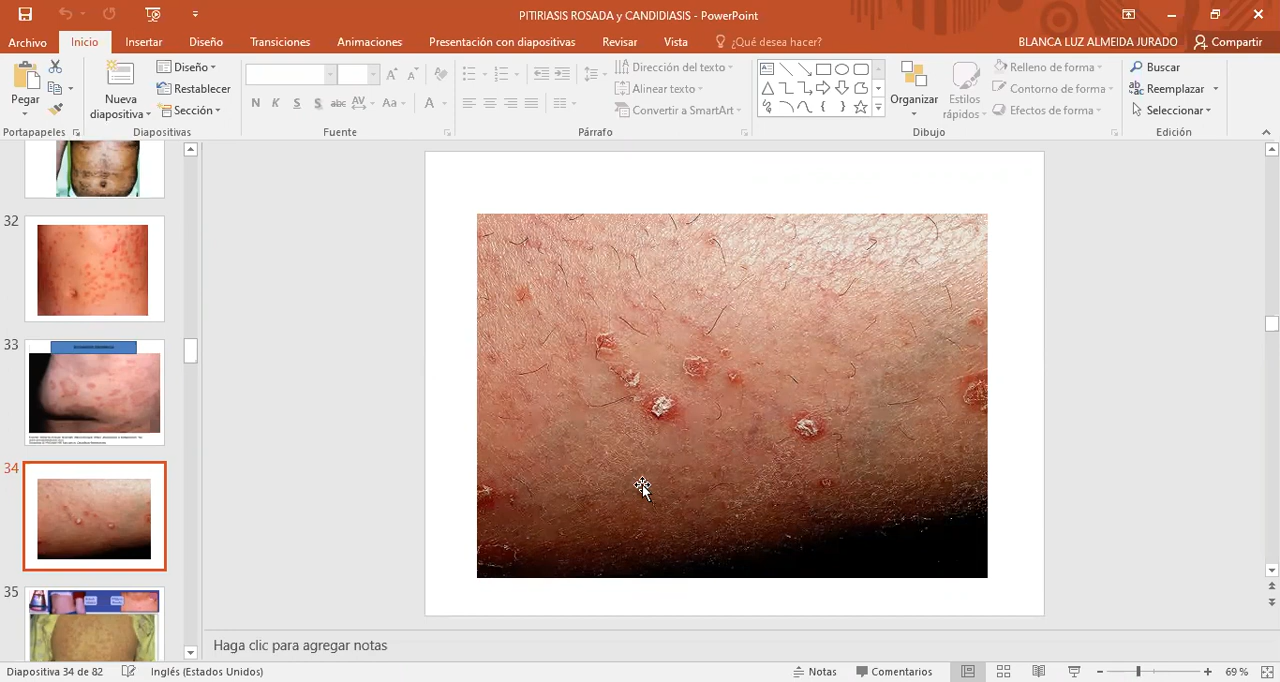 PITIRIASIS ROSADA y CANDIDIASIS - PowerPoint
Archivo Inicio Insertar Diseño Transiciones Animaciones Presentación con diapositivas Revisar Vista ¿Qué desea hacer? BLANCA LUZ ALMEIDA JURADO Compartir
Pegar
Nueva diapositiva
Diseño
Restablecer
Sección
N K S S abc AV Aa A
Dirección del texto
Alinear texto
Convertir a SmartArt
Organizar
Estilos rápidos
Relleno de forma
Contorno de forma
Efectos de forma
Buscar
Reemplazar
Seleccionar
Portapapeles Diapositivas Fuente Párrafo Dibujo Edición
32
33
34
35
Haga clic para agregar notas
Diapositiva 34 de 82 Inglés (Estados Unidos) Notas Comentarios 69 %